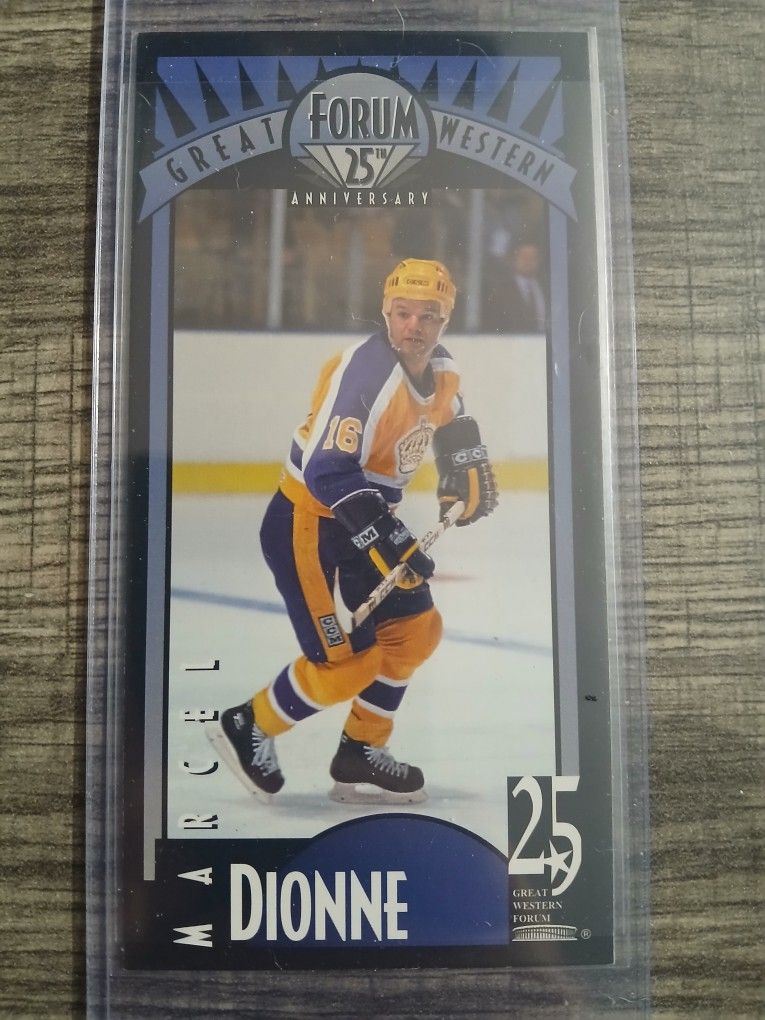 GREAT FORUM WESTERN
25TH
ANNIVERSARY
16
CCM
CCM
CCM
MARCEL
DIONNE
25
GREAT
WESTERN
FORUM
®